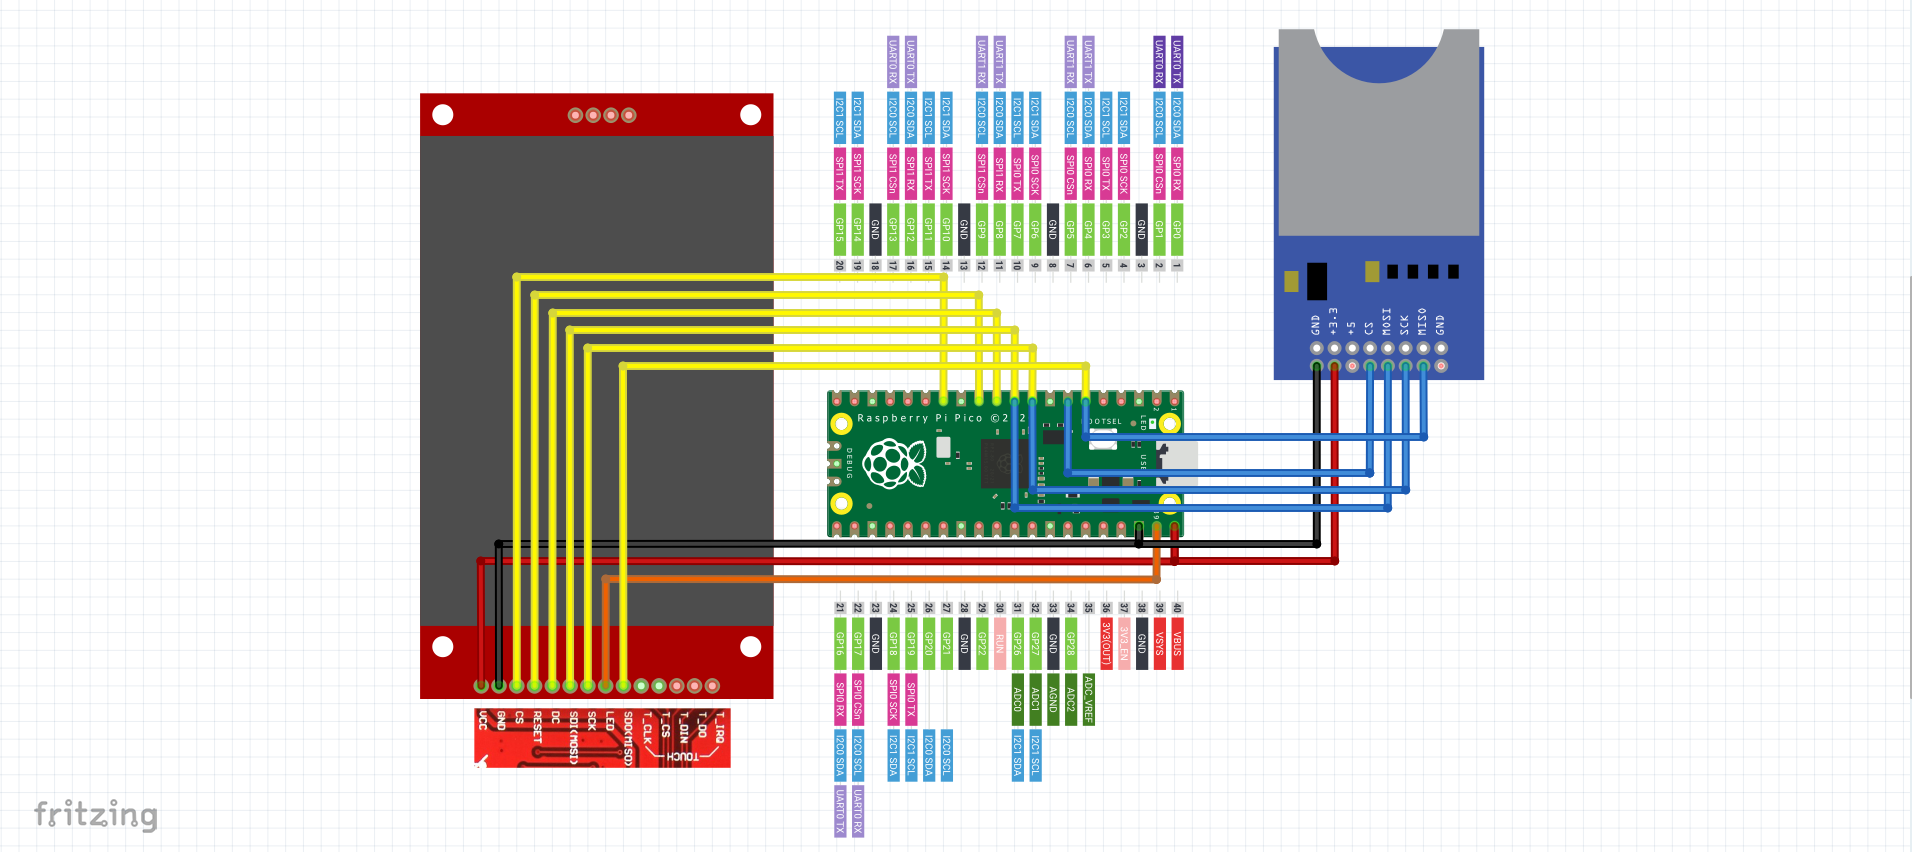 UART0 RX UART0 TX UART1 RX UART1 TX UART1 RX UART1 TX UART0 RX UART0 TX
I2C1 SCL I2C1 SDA I2C0 SCL I2C0 SDA I2C1 SCL I2C1 SDA I2C0 SCL I2C0 SDA I2C1 SCL I2C1 SDA I2C0 SCL I2C0 SDA I2C1 SCL I2C1 SDA I2C0 SCL I2C0 SDA
SPI1 TX SPI1 SCK SPI1 CSn SPI1 RX SPI1 TX SPI1 SCK SPI1 CSn SPI1 RX SPI0 TX SPI0 SCK SPI0 CSn SPI0 RX SPI0 TX SPI0 SCK SPI0 CSn SPI0 RX
GP15 GP14 GND GP13 GP12 GP11 GP10 GND GP9 GP8 GP7 GP6 GND GP5 GP4 GP3 GP2 GND GP1 GP0
20 19 18 17 16 15 14 13 12 11 10 9 8 7 6 5 4 3 2 1
GND 3.3+ 5+ CS MOSI SCK MISO GND
2 1
Raspberry Pi Pico ©2 2
OOTSEL
LED
DEBUG
USB
21 22 23 24 25 26 27 28 29 30 31 32 33 34 35 36 37 38 39 40
GP16 GP17 GND GP18 GP19 GP20 GP21 GND GP22 RUN GP26 GP27 GND GP28 3V3(OUT) 3V3_EN GND VSYS VBUS
SPI0 RX SPI0 CSn SPI0 SCK SPI0 TX ADC0 ADC1 AGND ADC2 ADC_VREF
I2C0 SDA I2C0 SCL I2C1 SDA I2C1 SCL I2C0 SDA I2C0 SCL I2C1 SDA I2C1 SCL
UART0 TX UART0 RX
VCC GND CS RESET DC SDI(MOSI) SCK LED SDO(MISO) T_CLK T_CS T_DIN T_DO T_IRQ
TOUCH
fritzing